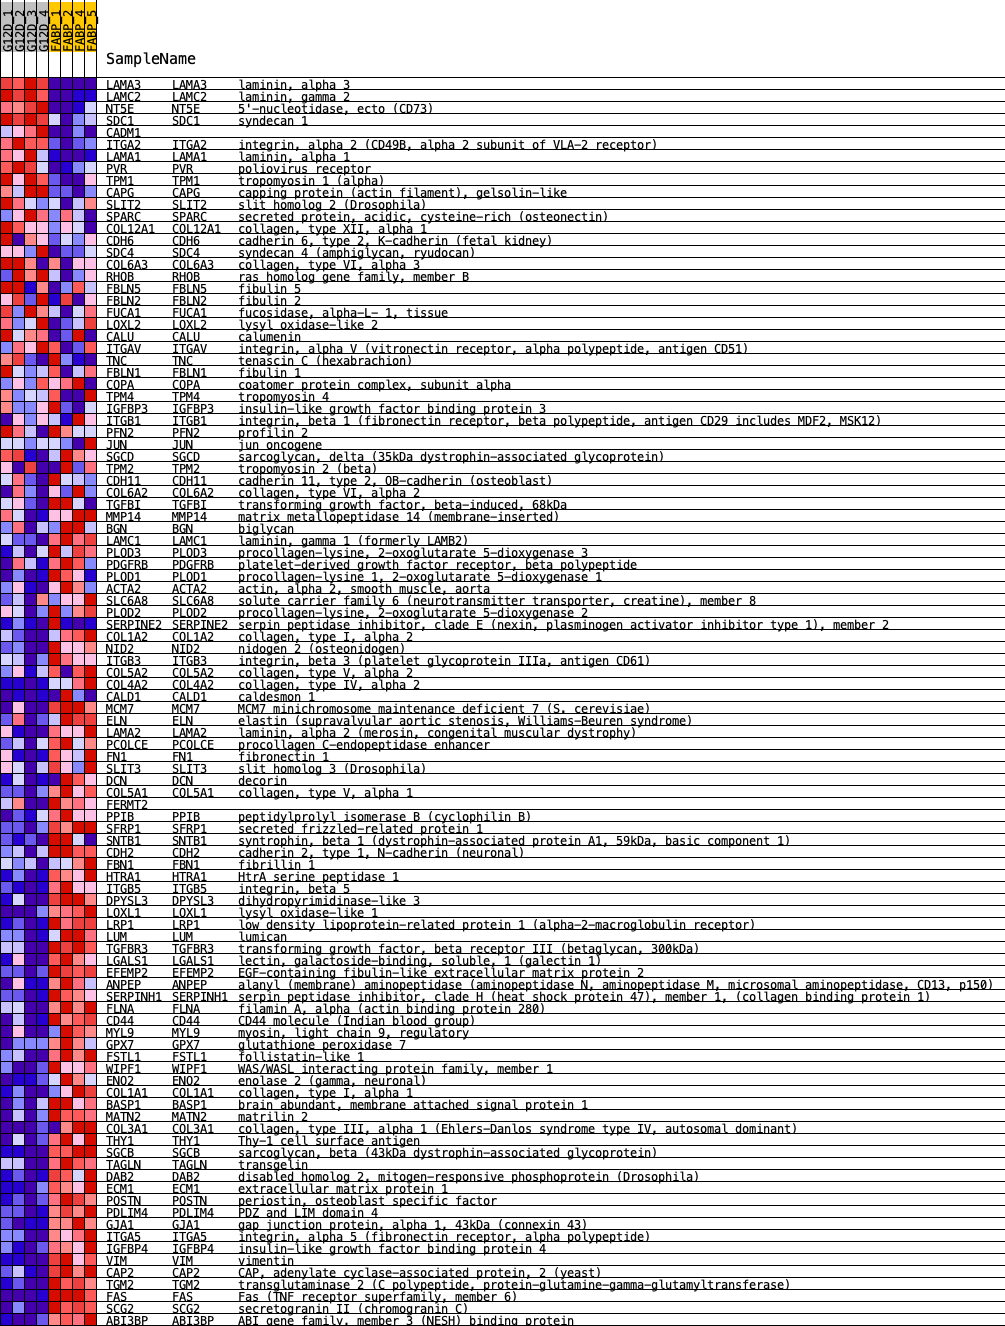 G12D_1
G12D_2
G12D_3
G12D_4
FABP_1
FABP_2
FABP_4
FABP_5
SampleName
LAMA3 LAMA3 laminin, alpha 3
LAMC2 LAMC2 laminin, gamma 2
NT5E NT5E 5'-nucleotidase, ecto (CD73)
SDC1 SDC1 syndecan 1
CADM1
ITGA2 ITGA2 integrin, alpha 2 (CD49B, alpha 2 subunit of VLA-2 receptor)
LAMA1 LAMA1 laminin, alpha 1
PVR PVR poliovirus receptor
TPM1 TPM1 tropomyosin 1 (alpha)
CAPG CAPG capping protein (actin filament), gelsolin-like
SLIT2 SLIT2 slit homolog 2 (Drosophila)
SPARC SPARC secreted protein, acidic, cysteine-rich (osteonectin)
COL12A1 COL12A1 collagen, type XII, alpha 1
CDH6 CDH6 cadherin 6, type 2, K-cadherin (fetal kidney)
SDC4 SDC4 syndecan 4 (amphiglycan, ryudocan)
COL6A3 COL6A3 collagen, type VI, alpha 3
RHOB RHOB ras homolog gene family, member B
FBLN5 FBLN5 fibulin 5
FBLN2 FBLN2 fibulin 2
FUCA1 FUCA1 fucosidase, alpha-L- 1, tissue
LOXL2 LOXL2 lysyl oxidase-like 2
CALU CALU calumenin
ITGAV ITGAV integrin, alpha V (vitronectin receptor, alpha polypeptide, antigen CD51)
TNC TNC tenascin C (hexabrachion)
FBLN1 FBLN1 fibulin 1
COPA COPA coatomer protein complex, subunit alpha
TPM4 TPM4 tropomyosin 4
IGFBP3 IGFBP3 insulin-like growth factor binding protein 3
ITGB1 ITGB1 integrin, beta 1 (fibronectin receptor, beta polypeptide, antigen CD29 includes MDF2, MSK12)
PFN2 PFN2 profilin 2
JUN JUN jun oncogene
SGCD SGCD sarcoglycan, delta (35kDa dystrophin-associated glycoprotein)
TPM2 TPM2 tropomyosin 2 (beta)
CDH11 CDH11 cadherin 11, type 2, OB-cadherin (osteoblast)
COL6A2 COL6A2 collagen, type VI, alpha 2
TGFBI TGFBI transforming growth factor, beta-induced, 68kDa
MMP14 MMP14 matrix metallopeptidase 14 (membrane-inserted)
BGN BGN biglycan
LAMC1 LAMC1 laminin, gamma 1 (formerly LAMB2)
PLOD3 PLOD3 procollagen-lysine, 2-oxoglutarate 5-dioxygenase 3
PDGFRB PDGFRB platelet-derived growth factor receptor, beta polypeptide
PLOD1 PLOD1 procollagen-lysine 1, 2-oxoglutarate 5-dioxygenase 1
ACTA2 ACTA2 actin, alpha 2, smooth muscle, aorta
SLC6A8 SLC6A8 solute carrier family 6 (neurotransmitter transporter, creatine), member 8
PLOD2 PLOD2 procollagen-lysine, 2-oxoglutarate 5-dioxygenase 2
SERPINE2 SERPINE2 serpin peptidase inhibitor, clade E (nexin, plasminogen activator inhibitor type 1), member 2
COL1A2 COL1A2 collagen, type I, alpha 2
NID2 NID2 nidogen 2 (osteonidogen)
ITGB3 ITGB3 integrin, beta 3 (platelet glycoprotein IIIa, antigen CD61)
COL5A2 COL5A2 collagen, type V, alpha 2
COL4A2 COL4A2 collagen, type IV, alpha 2
CALD1 CALD1 caldesmon 1
MCM7 MCM7 MCM7 minichromosome maintenance deficient 7 (S. cerevisiae)
ELN ELN elastin (supravalvular aortic stenosis, Williams-Beuren syndrome)
LAMA2 LAMA2 laminin, alpha 2 (merosin, congenital muscular dystrophy)
PCOLCE PCOLCE procollagen C-endopeptidase enhancer
FN1 FN1 fibronectin 1
SLIT3 SLIT3 slit homolog 3 (Drosophila)
DCN DCN decorin
COL5A1 COL5A1 collagen, type V, alpha 1
FERMT2
PPIB PPIB peptidylprolyl isomerase B (cyclophilin B)
SFRP1 SFRP1 secreted frizzled-related protein 1
SNTB1 SNTB1 syntrophin, beta 1 (dystrophin-associated protein A1, 59kDa, basic component 1)
CDH2 CDH2 cadherin 2, type 1, N-cadherin (neuronal)
FBN1 FBN1 fibrillin 1
HTRA1 HTRA1 HtrA serine peptidase 1
ITGB5 ITGB5 integrin, beta 5
DPYSL3 DPYSL3 dihydropyrimidinase-like 3
LOXL1 LOXL1 lysyl oxidase-like 1
LRP1 LRP1 low density lipoprotein-related protein 1 (alpha-2-macroglobulin receptor)
LUM LUM lumican
TGFBR3 TGFBR3 transforming growth factor, beta receptor III (betaglycan, 300kDa)
LGALS1 LGALS1 lectin, galactoside-binding, soluble, 1 (galectin 1)
EFEMP2 EFEMP2 EGF-containing fibulin-like extracellular matrix protein 2
ANPEP ANPEP alanyl (membrane) aminopeptidase (aminopeptidase N, aminopeptidase M, microsomal aminopeptidase, CD13, p150)
SERPINH1 SERPINH1 serpin peptidase inhibitor, clade H (heat shock protein 47), member 1, (collagen binding protein 1)
FLNA FLNA filamin A, alpha (actin binding protein 280)
CD44 CD44 CD44 molecule (Indian blood group)
MYL9 MYL9 myosin, light chain 9, regulatory
GPX7 GPX7 glutathione peroxidase 7
FSTL1 FSTL1 follistatin-like 1
WIPF1 WIPF1 WAS/WASL interacting protein family, member 1
ENO2 ENO2 enolase 2 (gamma, neuronal)
COL1A1 COL1A1 collagen, type I, alpha 1
BASP1 BASP1 brain abundant, membrane attached signal protein 1
MATN2 MATN2 matrilin 2
COL3A1 COL3A1 collagen, type III, alpha 1 (Ehlers-Danlos syndrome type IV, autosomal dominant)
THY1 THY1 Thy-1 cell surface antigen
SGCB SGCB sarcoglycan, beta (43kDa dystrophin-associated glycoprotein)
TAGLN TAGLN transgelin
DAB2 DAB2 disabled homolog 2, mitogen-responsive phosphoprotein (Drosophila)
ECM1 ECM1 extracellular matrix protein 1
POSTN POSTN periostin, osteoblast specific factor
PDLIM4 PDLIM4 PDZ and LIM domain 4
GJA1 GJA1 gap junction protein, alpha 1, 43kDa (connexin 43)
ITGA5 ITGA5 integrin, alpha 5 (fibronectin receptor, alpha polypeptide)
IGFBP4 IGFBP4 insulin-like growth factor binding protein 4
VIM VIM vimentin
CAP2 CAP2 CAP, adenylate cyclase-associated protein, 2 (yeast)
TGM2 TGM2 transglutaminase 2 (C polypeptide, protein-glutamine-gamma-glutamyltransferase)
FAS FAS Fas (TNF receptor superfamily, member 6)
SCG2 SCG2 secretogranin II (chromogranin C)
ABI3BP ABI3BP ABI gene family, member 3 (NESH) binding protein